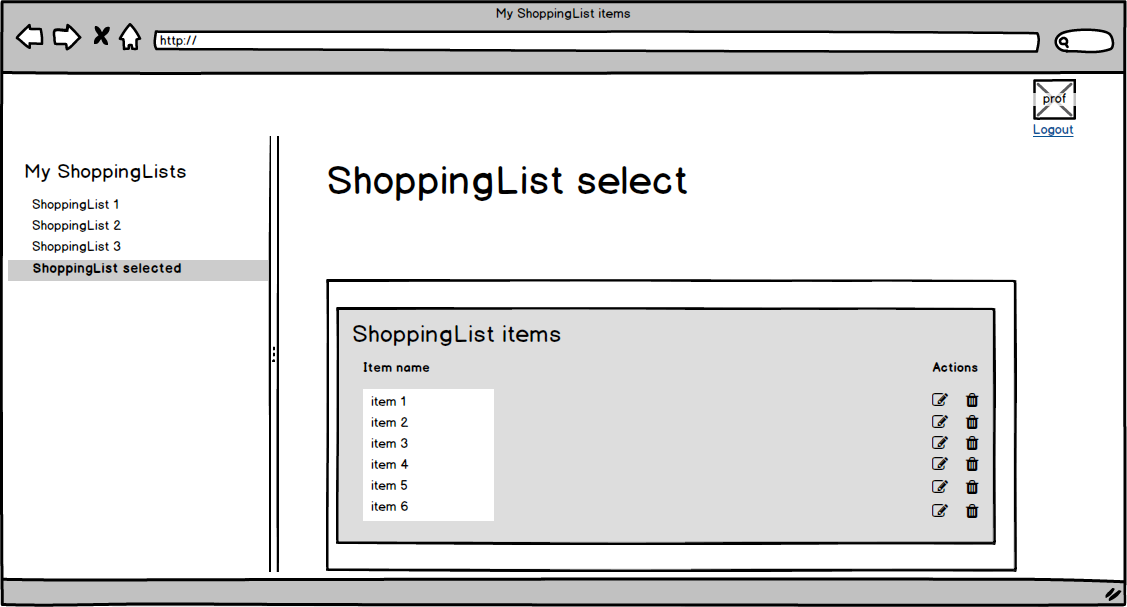 My ShoppingList items
http://
prof
Logout
My ShoppingLists
ShoppingList 1
ShoppingList 2
ShoppingList 3
ShoppingList selected
ShoppingList select
ShoppingList items
Item name Actions
item 1
item 2
item 3
item 4
item 5
item 6